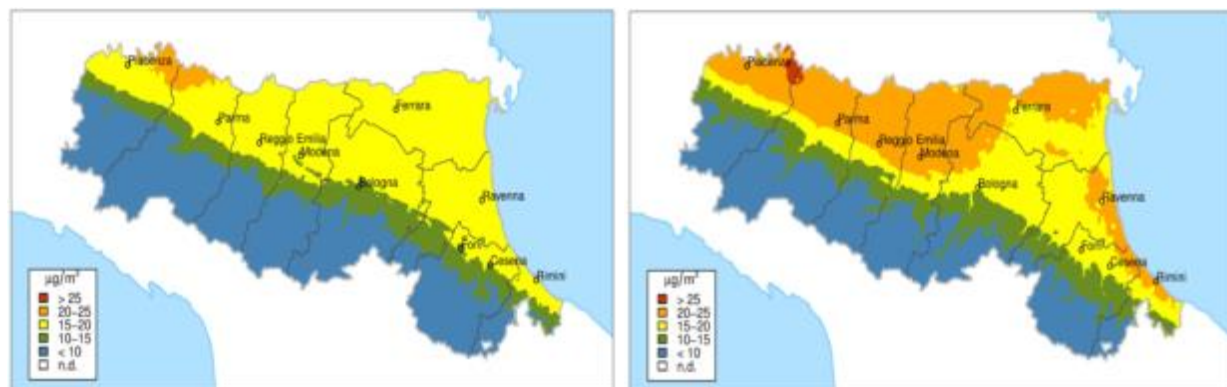 Piacenza
Parma
Reggio Emilia
Modena
Ferrara
Bologna
Ravenna
Forlì
Cesena
Rimini
µg/m³
> 25
20–25
15–20
10–15
< 10
n.d.
Piacenza
Parma
Reggio Emilia
Modena
Ferrara
Bologna
Ravenna
Forlì
Cesena
Rimini
µg/m³
> 25
20–25
15–20
10–15
< 10
n.d.